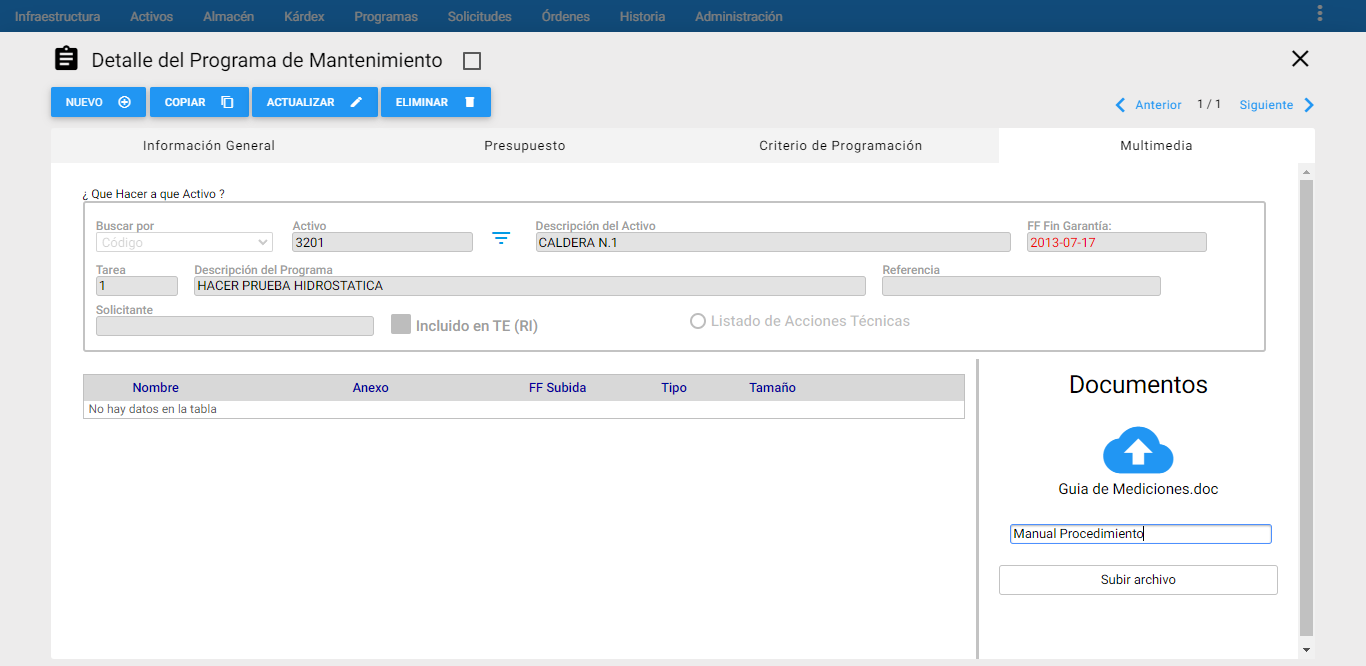 Infraestructura Activos Almacén Kárdex Programas Solicitudes Órdenes Historia Administración
Detalle del Programa de Mantenimiento
NUEVO COPIAR ACTUALIZAR ELIMINAR
Anterior 1 / 1 Siguiente
Información General Presupuesto Criterio de Programación Multimedia
¿ Que Hacer a que Activo ?
Buscar por Activo Descripción del Activo FF Fin Garantía:
Código 3201 CALDERA N.1 2013-07-17
Tarea Descripción del Programa Referencia
1 HACER PRUEBA HIDROSTATICA
Solicitante
Incluido en TE (RI) Listado de Acciones Técnicas
Nombre Anexo FF Subida Tipo Tamaño
No hay datos en la tabla
Documentos
Guia de Mediciones.doc
Manual Procedimiento
Subir archivo